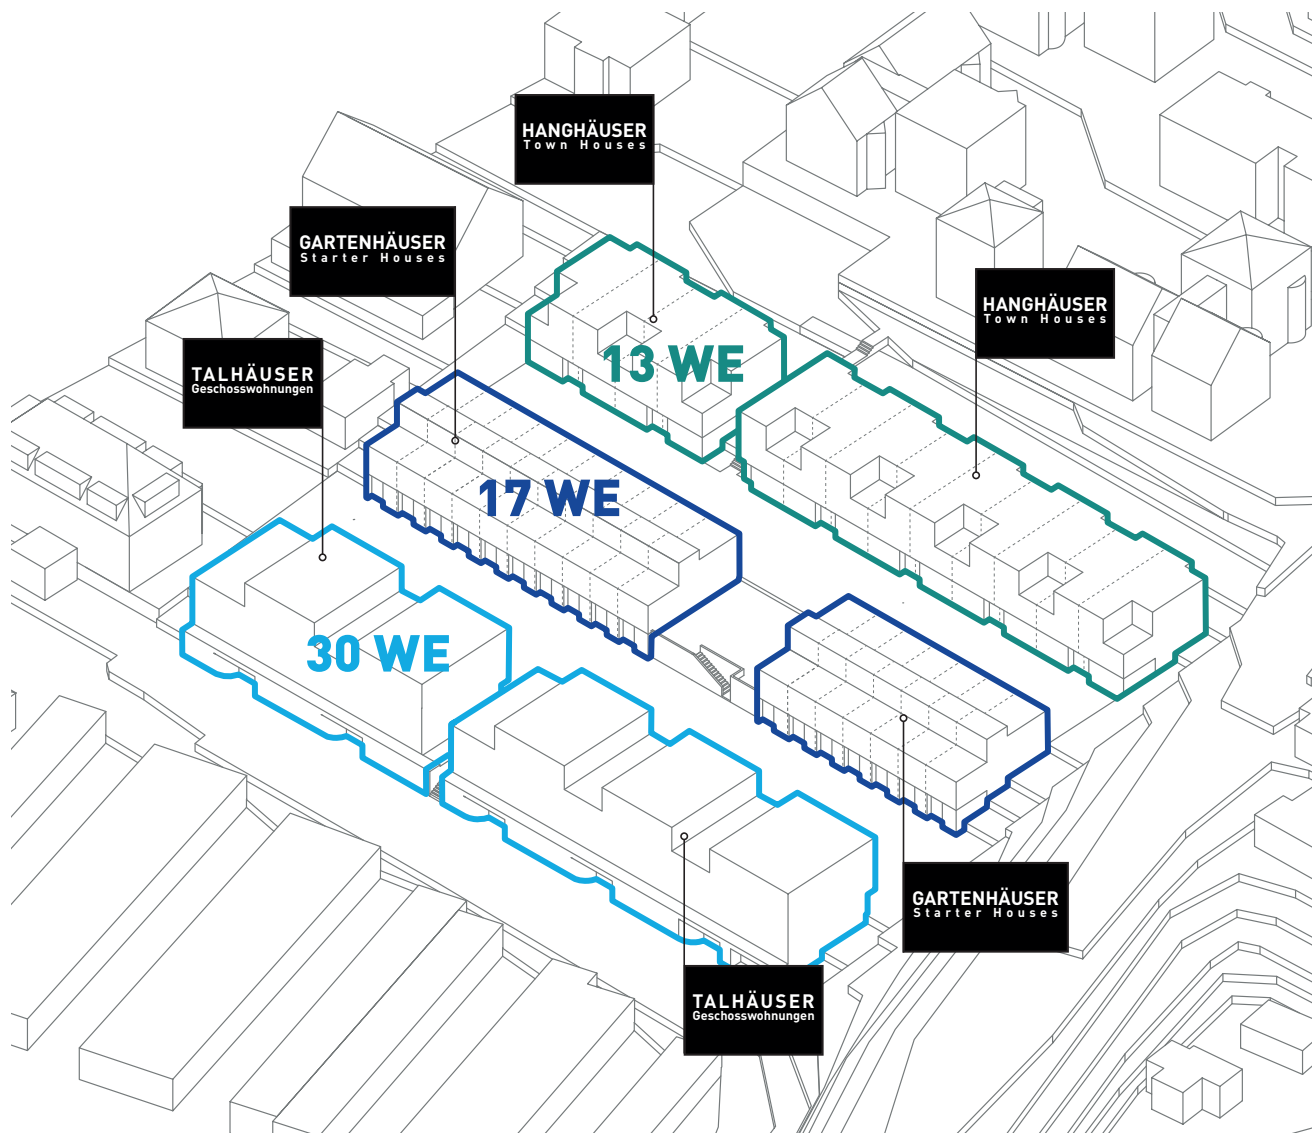 HANGHÄUSER
Town Houses
GARTENHÄUSER
Starter Houses
HANGHÄUSER
Town Houses
TALHÄUSER
Geschosswohnungen
13 WE
17 WE
30 WE
GARTENHÄUSER
Starter Houses
TALHÄUSER
Geschosswohnungen